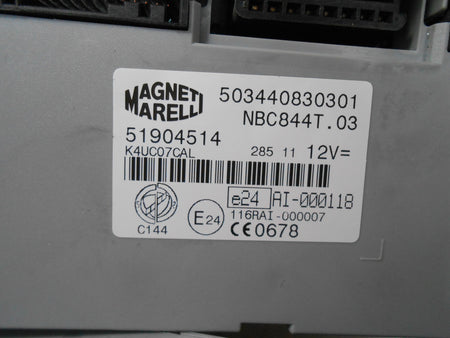 MAGNETI MARELLI
503440830301
NBC844T.03
51904514
K4UC07CAL
285 11 12V=
e24 AI-000118
E24 116RAI-000007
C144
CE0678